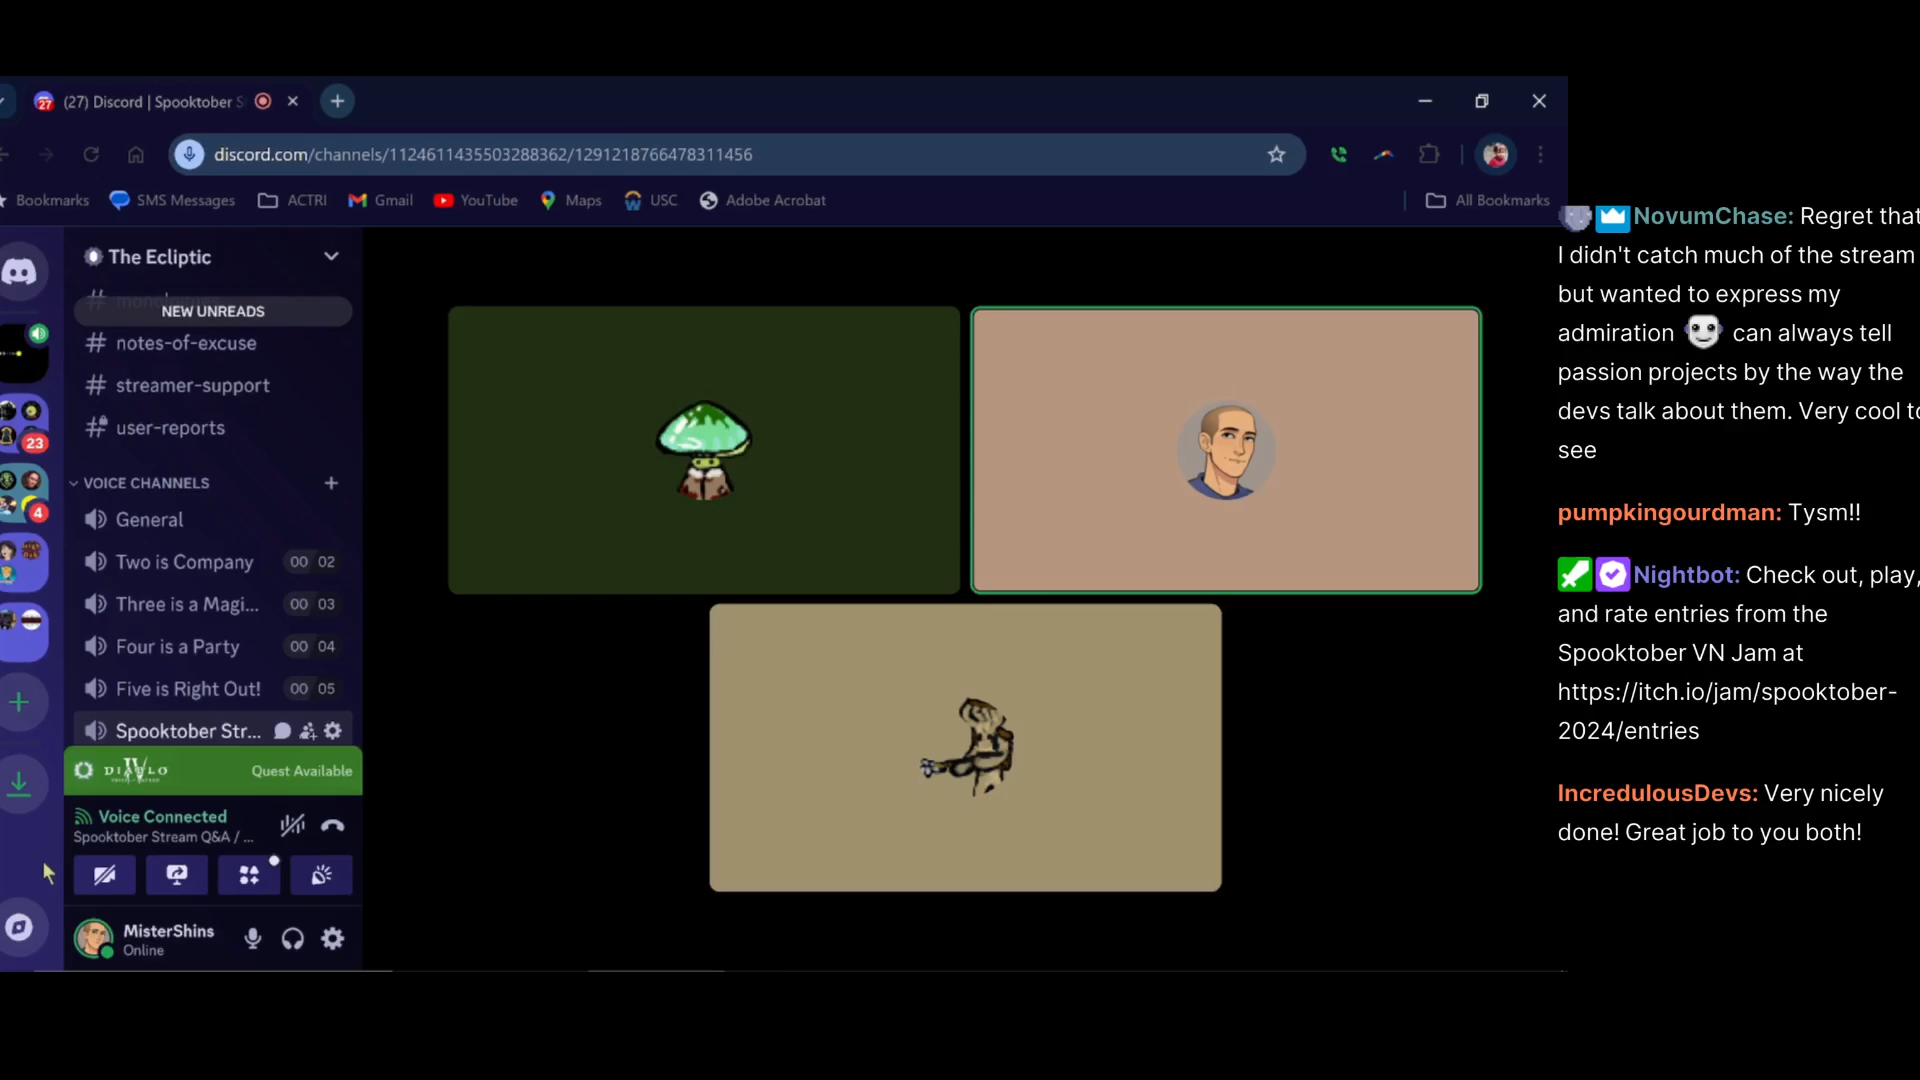 27
(27) Discord | Spooktober S
discord.com/channels/1124611435503288362/1291218766478311456
Bookmarks
SMS Messages
ACTRI
Gmail
YouTube
Maps
USC
Adobe Acrobat
All Bookmarks
The Ecliptic
NEW UNREADS
notes-of-excuse
streamer-support
user-reports
23
4
VOICE CHANNELS
General
Two is Company 00 02
Three is a Magi... 00 03
Four is a Party 00 04
Five is Right Out! 00 05
Spooktober Str...
DIABLO IV
Quest Available
Voice Connected
Spooktober Stream Q&A / ...
MisterShins
Online
NovumChase: Regret that
I didn't catch much of the stream
but wanted to express my
admiration can always tell
passion projects by the way the
devs talk about them. Very cool to
see
pumpkingourdman: Tysm!!
Nightbot: Check out, play,
and rate entries from the
Spooktober VN Jam at
https://itch.io/jam/spooktober-
2024/entries
IncredulousDevs: Very nicely
done! Great job to you both!